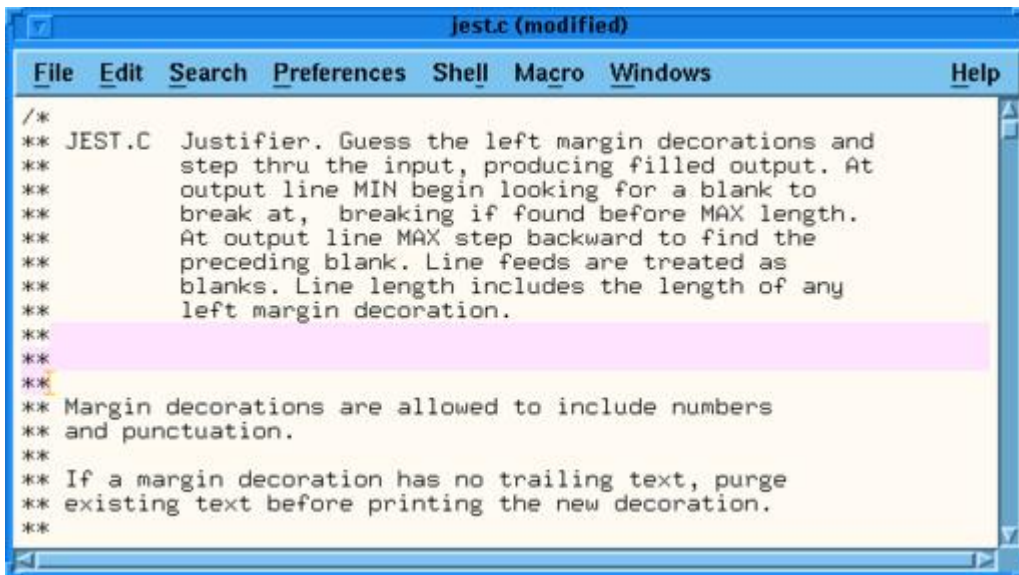 jest.c (modified)
File Edit Search Preferences Shell Macro Windows Help
/*
** JEST.C  Justifier. Guess the left margin decorations and
**         step thru the input, producing filled output. At
**         output line MIN begin looking for a blank to
**         break at,  breaking if found before MAX length.
**         At output line MAX step backward to find the
**         preceding blank. Line feeds are treated as
**         blanks. Line length includes the length of any
**         left margin decoration.
**
**
**
** Margin decorations are allowed to include numbers
** and punctuation.
**
** If a margin decoration has no trailing text, purge
** existing text before printing the new decoration.
**